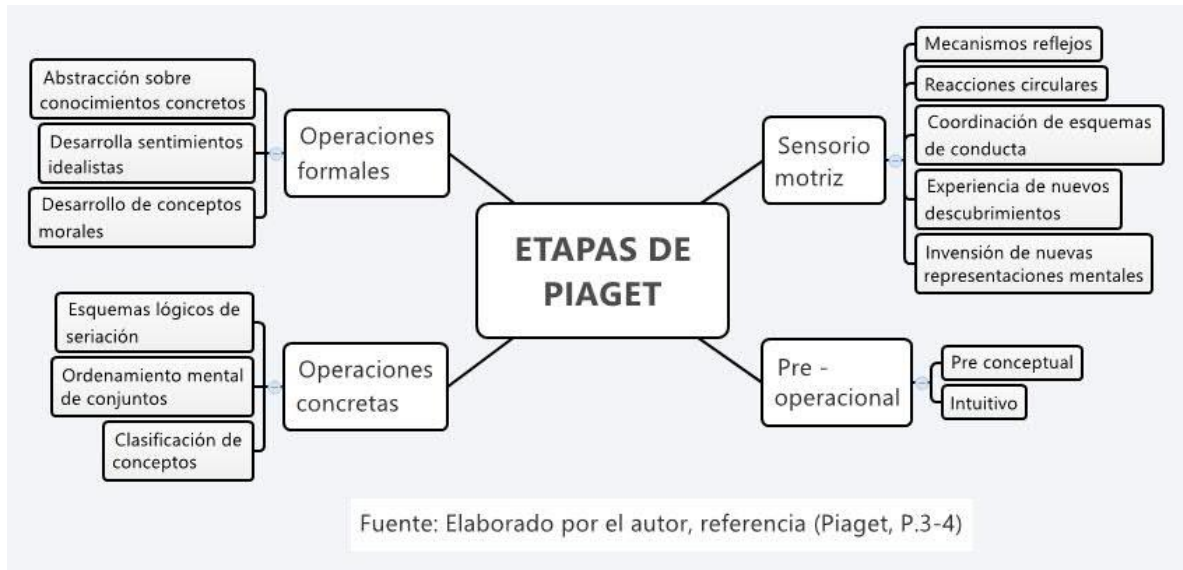 ETAPAS DE
PIAGET
Sensorio
motriz
Mecanismos reflejos
Reacciones circulares
Coordinación de esquemas
de conducta
Experiencia de nuevos
descubrimientos
Invensión de nuevas
representaciones mentales
Pre -
operacional
Pre conceptual
Intuitivo
Operaciones
formales
Abstracción sobre
conocimientos concretos
Desarrolla sentimientos
idealistas
Desarrollo de conceptos
morales
Operaciones
concretas
Esquemas lógicos de
seriación
Ordenamiento mental
de conjuntos
Clasificación de
conceptos
Fuente: Elaborado por el autor, referencia (Piaget, P.3-4)